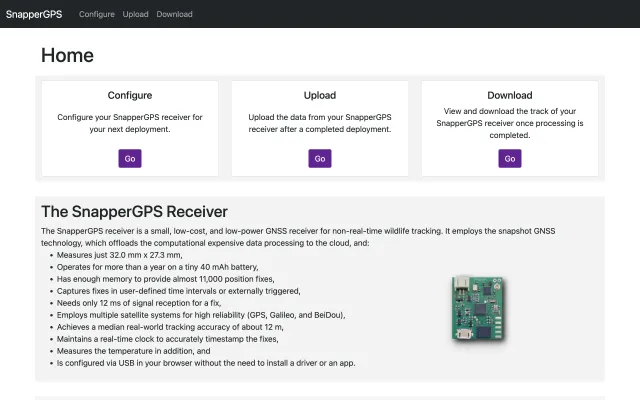 SnapperGPS Configure Upload Download
Home
Configure
Configure your SnapperGPS receiver for
your next deployment.
Go
Upload
Upload the data from your SnapperGPS
receiver after a completed deployment.
Go
Download
View and download the track of your
SnapperGPS receiver once processing is
completed.
Go
The SnapperGPS Receiver
The SnapperGPS receiver is a small, low-cost, and low-power GNSS receiver for non-real-time wildlife tracking. It employs the snapshot GNSS
technology, which offloads the computational expensive data processing to the cloud, and:
• Measures just 32.0 mm x 27.3 mm,
• Operates for more than a year on a tiny 40 mAh battery,
• Has enough memory to provide almost 11,000 position fixes,
• Captures fixes in user-defined time intervals or externally triggered,
• Needs only 12 ms of signal reception for a fix,
• Employs multiple satellite systems for high reliability (GPS, Galileo, and BeiDou),
• Achieves a median real-world tracking accuracy of about 12 m,
• Maintains a real-time clock to accurately timestamp the fixes,
• Measures the temperature in addition, and
• Is configured via USB in your browser without the need to install a driver or an app.